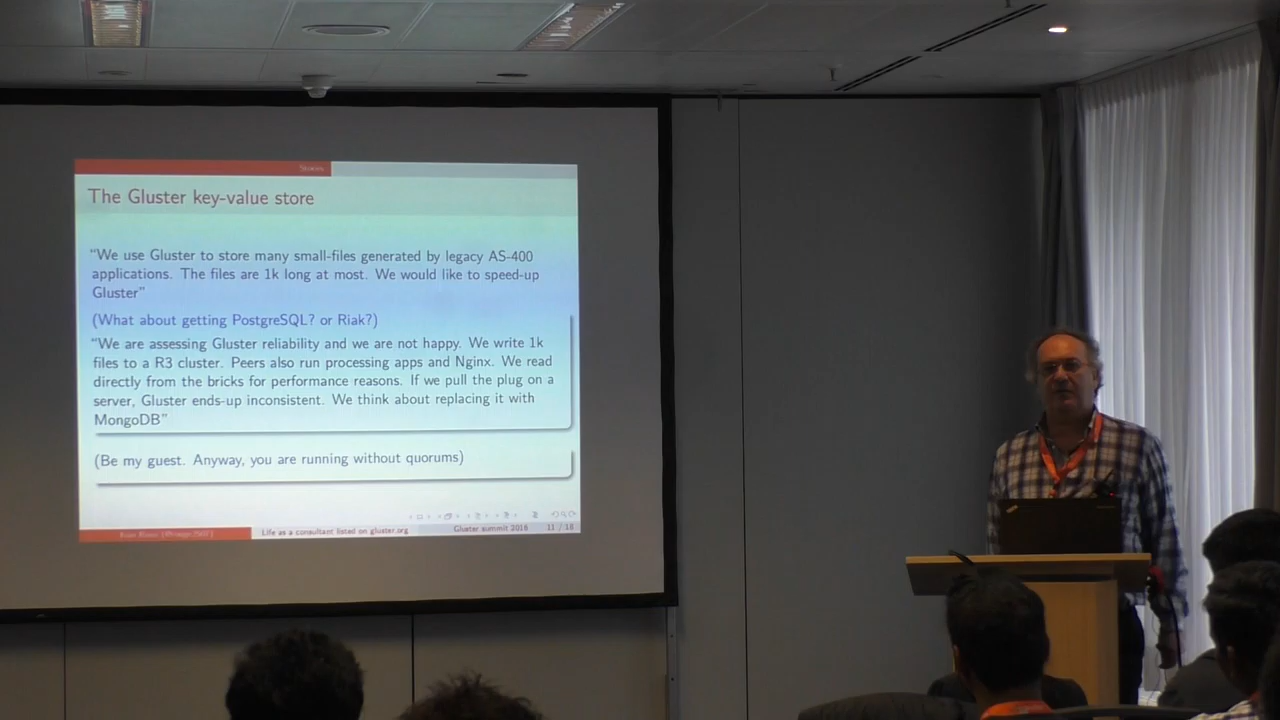 Spaces
The Gluster key-value store
“We use Gluster to store many small-files generated by legacy AS-400
applications. The files are 1k long at most. We would like to speed-up
Gluster”
(What about getting PostgreSQL? or Riak?)
“We are assessing Gluster reliability and we are not happy. We write 1k
files to a R3 cluster. Peers also run processing apps and Nginx. We read
directly from the bricks for performance reasons. If we pull the plug on a
server, Gluster ends-up inconsistent. We think about replacing it with
MongoDB”
(Be my guest. Anyway, you are running without quorums)
Life as a consultant listed on gluster.org
Gluster summit 2016
11 / 18